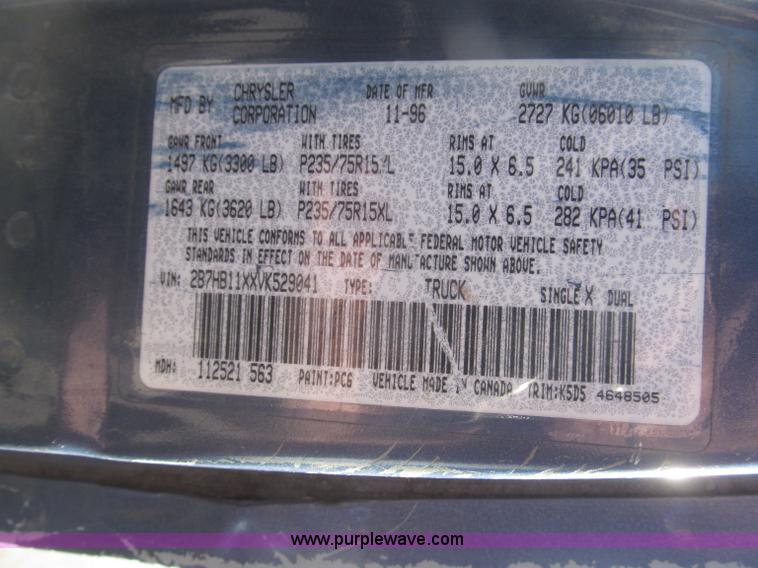 MFD BY CHRYSLER CORPORATION DATE OF MFR 11-96 GVWR 2727 KG(06010 LB)
GAWR FRONT WITH TIRES RIMS AT COLD
1497 KG(3300 LB) P235/75R15XL 15.0 X 6.5 241 KPA(35 PSI)
GAWR REAR WITH TIRES RIMS AT COLD
1643 KG(3620 LB) P235/75R15XL 15.0 X 6.5 282 KPA(41 PSI)
THIS VEHICLE CONFORMS TO ALL APPLICABLE FEDERAL MOTOR VEHICLE SAFETY
STANDARDS IN EFFECT ON THE DATE OF MANUFACTURE SHOWN ABOVE.
VIN: 2B7HB11XXVK529041 TYPE: TRUCK SINGLE X DUAL
MDH: 112521 563 PAINT:PC6 VEHICLE MADE IN CANADA TRIM:K5D5 4648505
www.purplewave.com